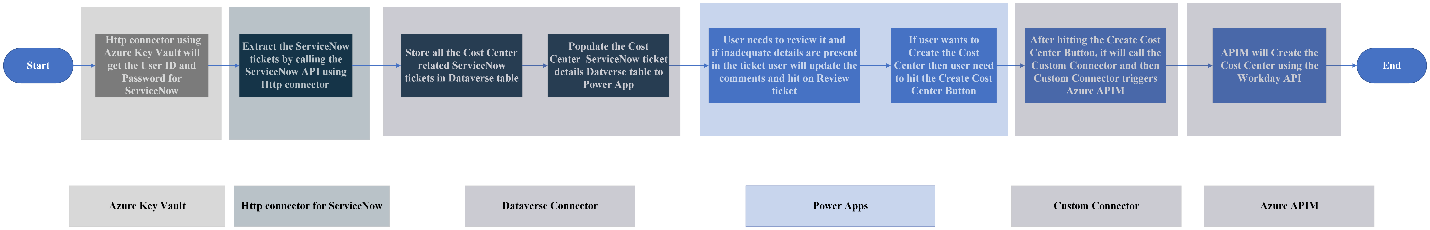 Start
Http connector using
Azure Key Vault will
get the User ID and
Password for
ServiceNow
Extract the ServiceNow
tickets by calling the
ServiceNow API using
Http connector
Store all the Cost Center
related ServiceNow
tickets in Dataverse table
Populate the Cost
Center ServiceNow ticket
details Datverse table to
Power App
User needs to review it and
if inadequate details are present
in the ticket user will update the
comments and hit on Review
ticket
If user wants to
Create the Cost
Center then user need
to hit the Create Cost
Center Button
After hitting the Create Cost
Center Button, it will call the
Custom Connector and then
Custom Connector triggers
Azure APIM
APIM will Create the
Cost Center using the
Workday API
End
Azure Key Vault
Http connector for ServiceNow
Dataverse Connector
Power Apps
Custom Connector
Azure APIM